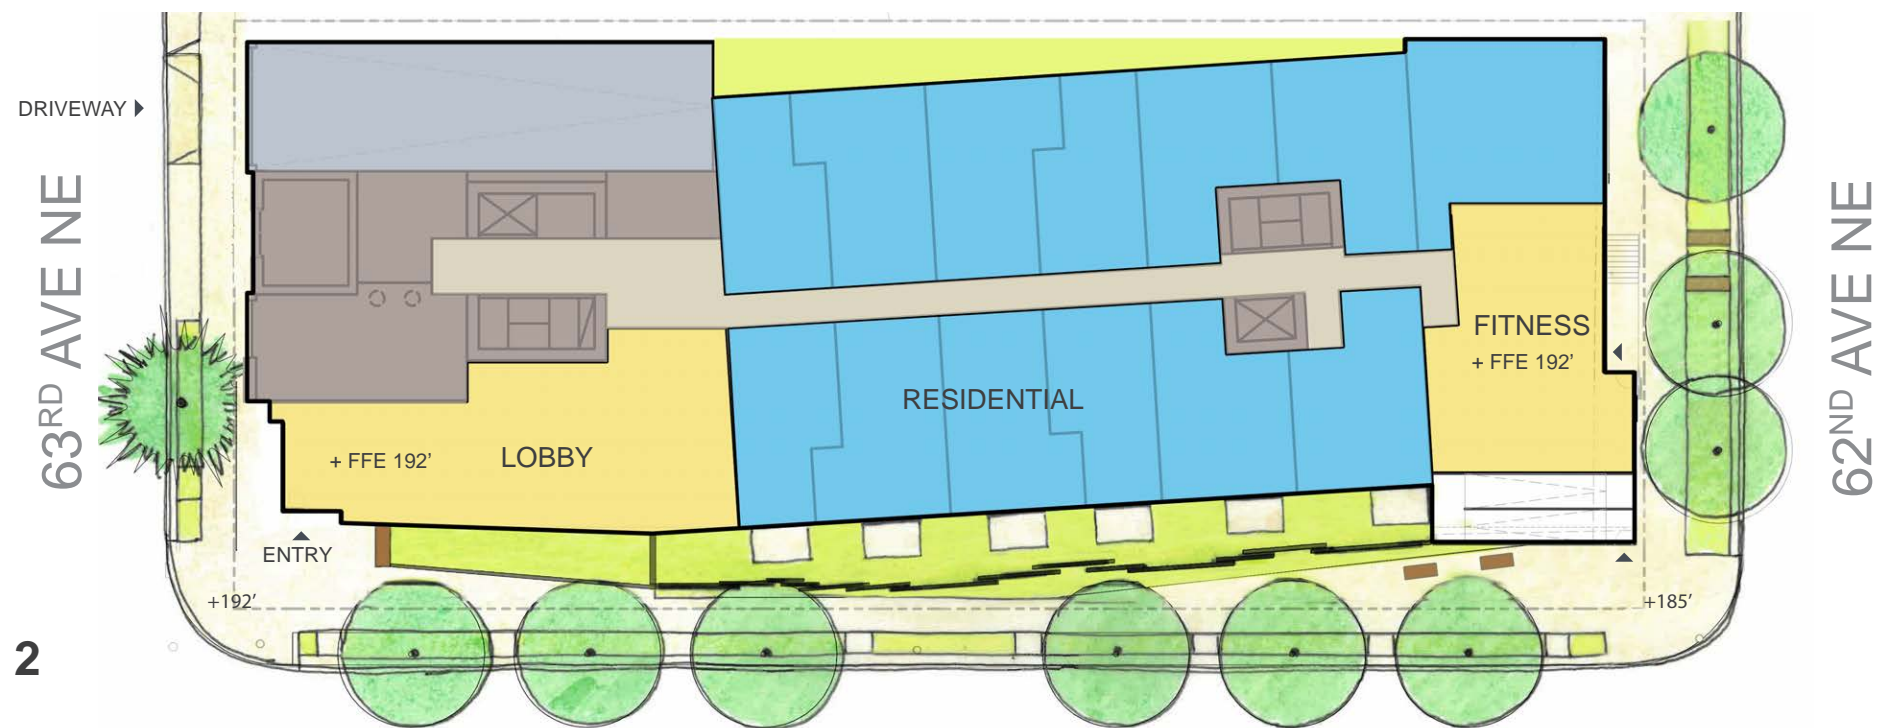 DRIVEWAY
63RD AVE NE
62ND AVE NE
FITNESS
+ FFE 192'
RESIDENTIAL
LOBBY
+ FFE 192'
ENTRY
+192'
+185'
2